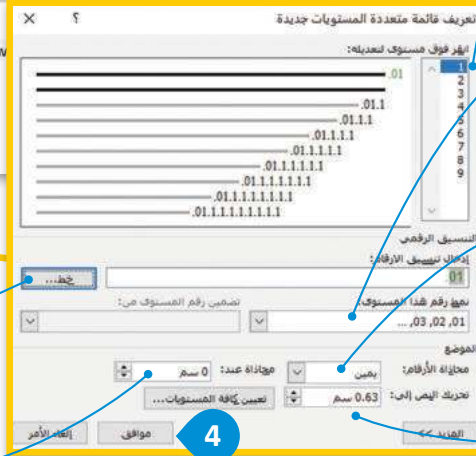 تعريف قائمة متعددة المستويات جديدة
؟ ×
انقر فوق مستوى لتعديله:
1
2
3
4
5
6
7
8
9
.01
.01.1
.01.1.1
.01.1.1.1
.01.1.1.1.1
.01.1.1.1.1.1
.01.1.1.1.1.1.1
.01.1.1.1.1.1.1.1
.01.1.1.1.1.1.1.1.1
التنسيق الرقمي
إدخال تنسيق الأرقام:
.01
خط...
نمط رقم هذا المستوى:
تضمين رقم المستوى من:
01, 02, 03, ...
الموضع
محاذاة الأرقام:
يمين
محاذاة عند:
0 سم
تحريك النص إلى:
0.63 سم
تعيين كافة المستويات...
المزيد >>
4
موافق
إلغاء الأمر